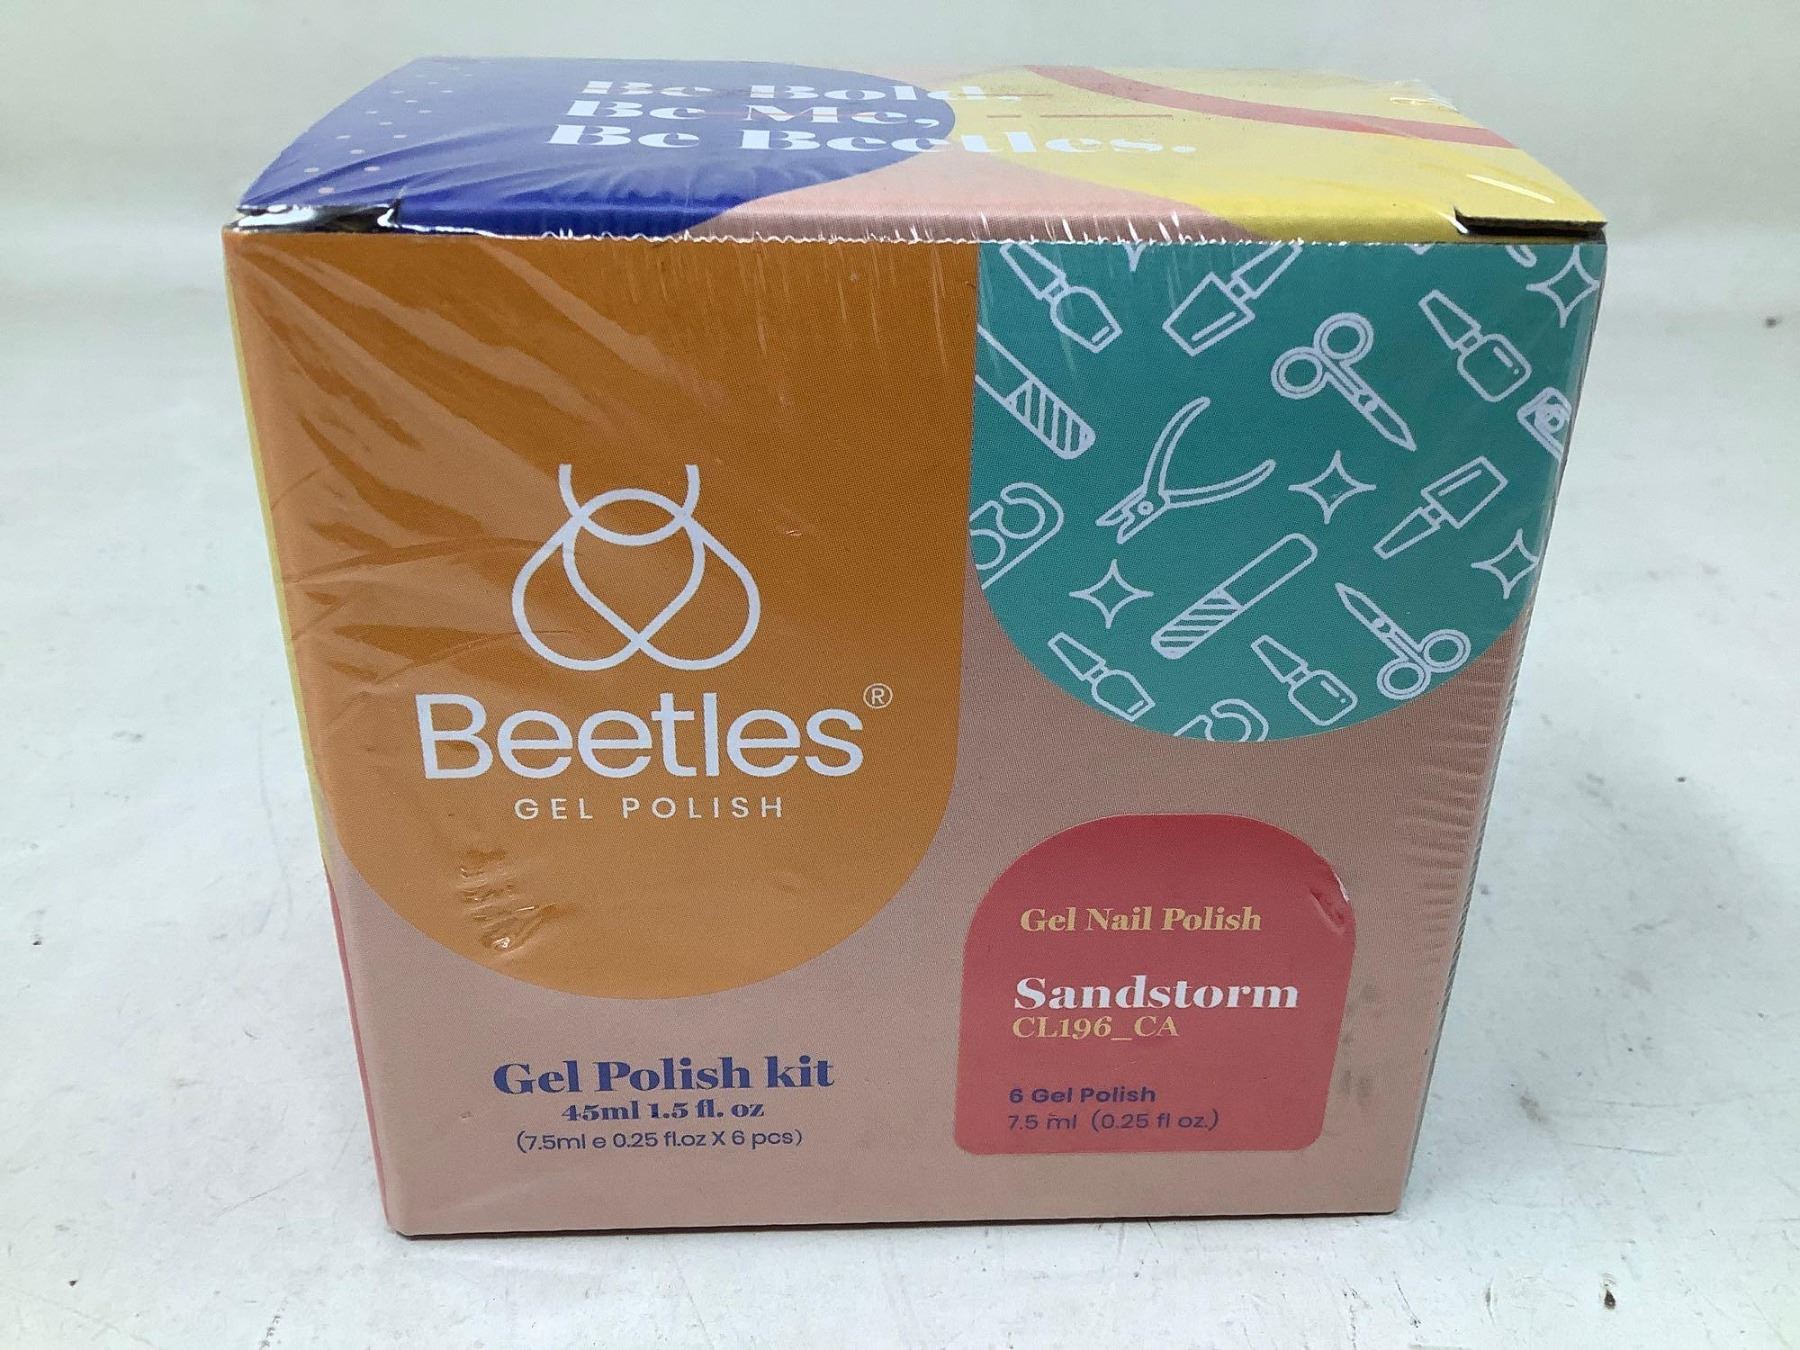 Be Bold,
Be Me,
Be Beetles.
Beetles®
GEL POLISH
Gel Polish kit
45ml 1.5 fl. oz
(7.5ml e 0.25 fl.oz X 6 pcs)
Gel Nail Polish
Sandstorm
CL196_CA
6 Gel Polish
7.5 ml (0.25 fl oz.)